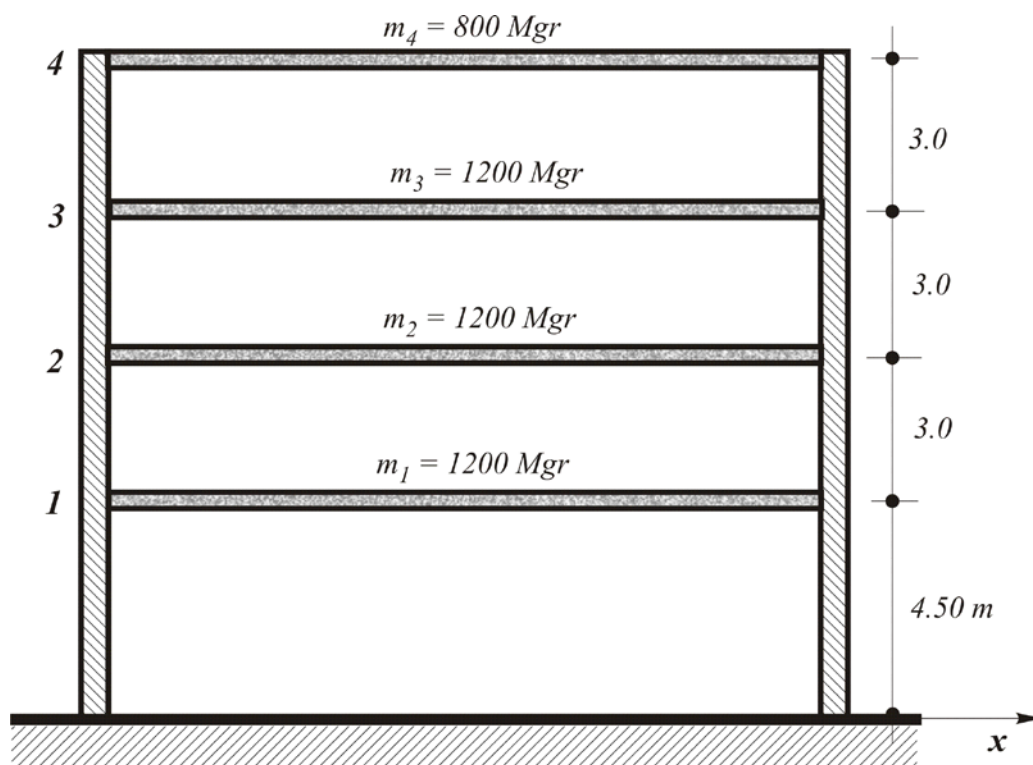 m₄ = 800 Mgr
4
3.0
m₃ = 1200 Mgr
3
3.0
m₂ = 1200 Mgr
2
3.0
m₁ = 1200 Mgr
1
4.50 m
x